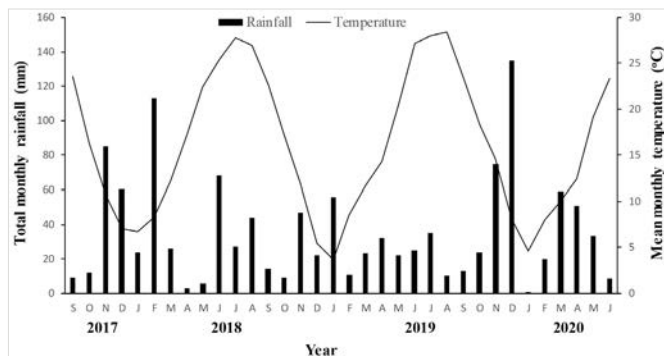 Rainfall Temperature
Total monthly rainfall (mm)
160
140
120
100
80
60
40
20
0
30
25
20
15
10
5
0
Mean monthly temperature (°C)
S O N D J F M A M J J A S O N D J F M A M J J A S O N D J F M A M J
2017 2018 2019 2020
Year